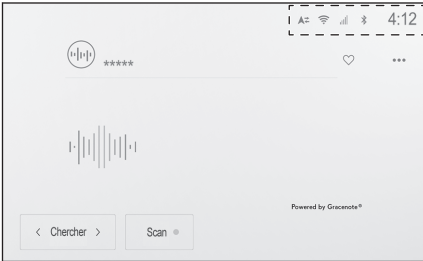 4:12
*****
Powered by Gracenote®
< Chercher >
Scan